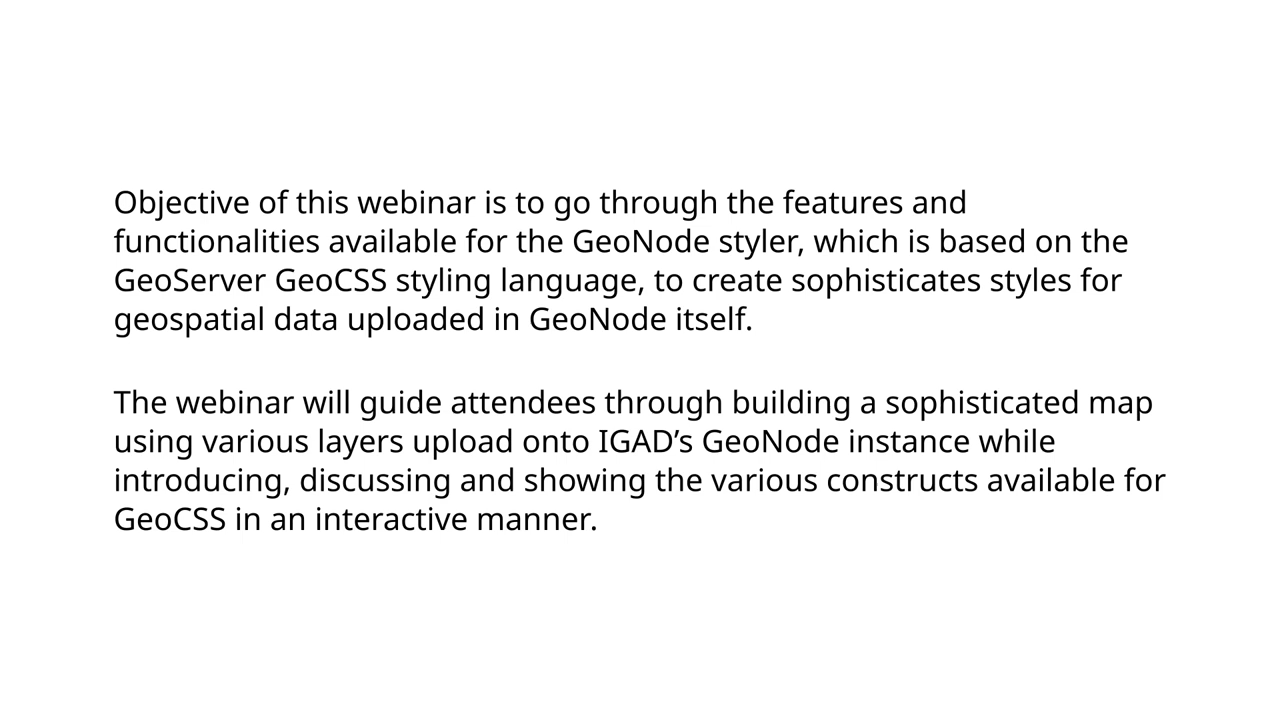 Objective of this webinar is to go through the features and
functionalities available for the GeoNode styler, which is based on the
GeoServer GeoCSS styling language, to create sophisticates styles for
geospatial data uploaded in GeoNode itself.
The webinar will guide attendees through building a sophisticated map
using various layers upload onto IGAD’s GeoNode instance while
introducing, discussing and showing the various constructs available for
GeoCSS in an interactive manner.